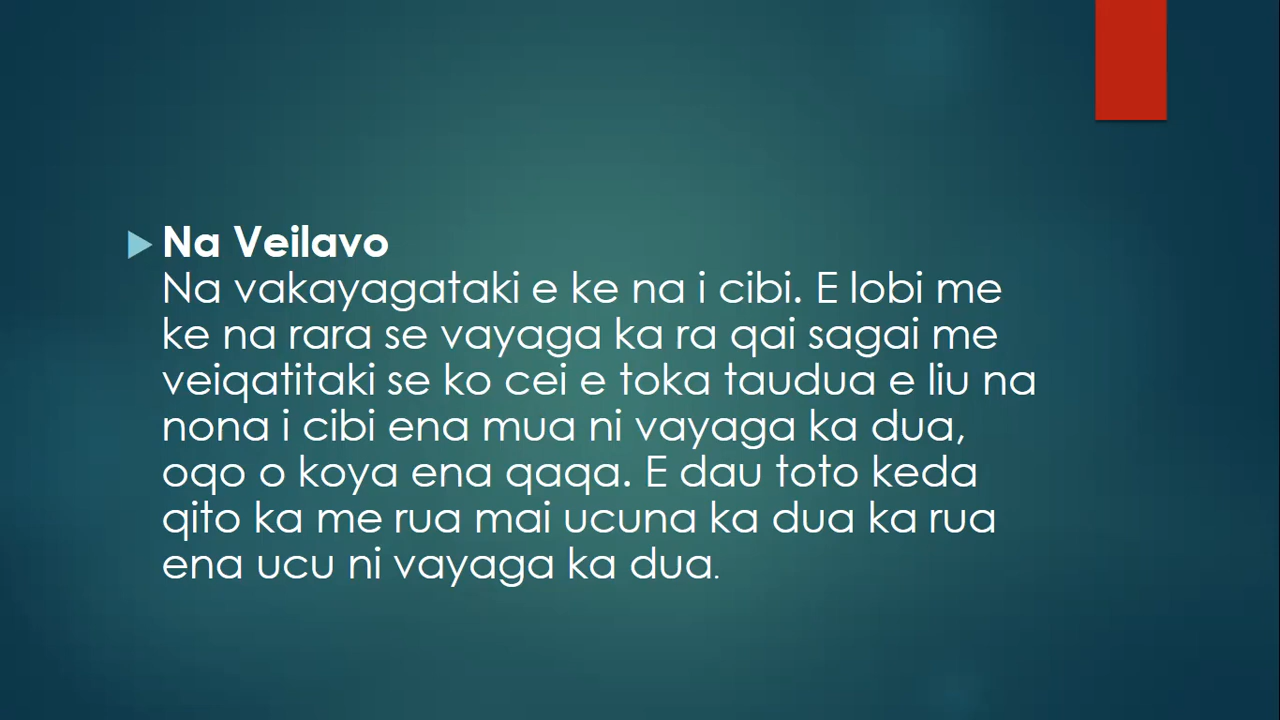 Na Veilavo
Na vakayagataki e ke na i cibi. E lobi me
ke na rara se vayaga ka ra qai sagai me
veiqatitaki se ko cei e toka taudua e liu na
nona i cibi ena mua ni vayaga ka dua,
oqo o koya ena qaqa. E dau toto keda
qito ka me rua mai ucuna ka dua ka rua
ena ucu ni vayaga ka dua.